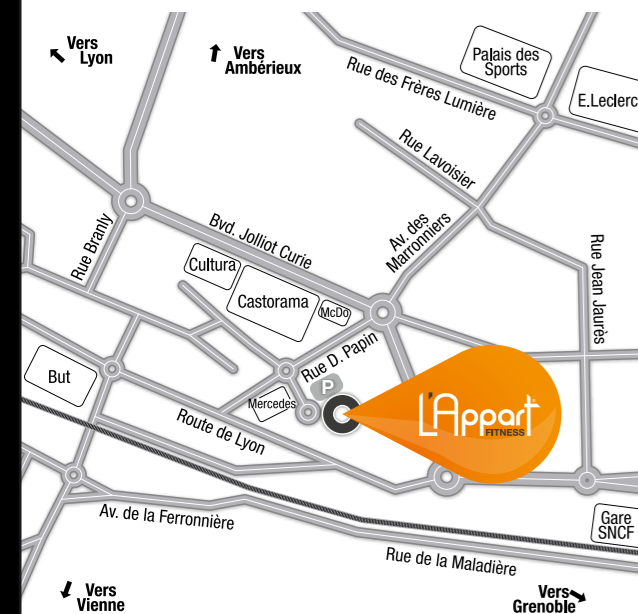 Vers
Lyon
Vers
Ambérieux
Palais des
Sports
E.Leclerc
Rue des Frères Lumière
Rue Lavoisier
Av. des
Marronniers
Rue Branly
Bvd. Jolliot Curie
Rue Jean Jaurès
Cultura
Castorama
McDo
Rue D. Papin
But
P
Mercedes
L'Appart
FITNESS
Route de Lyon
Av. de la Ferronnière
Gare
SNCF
Rue de la Maladière
Vers
Vienne
Vers
Grenoble